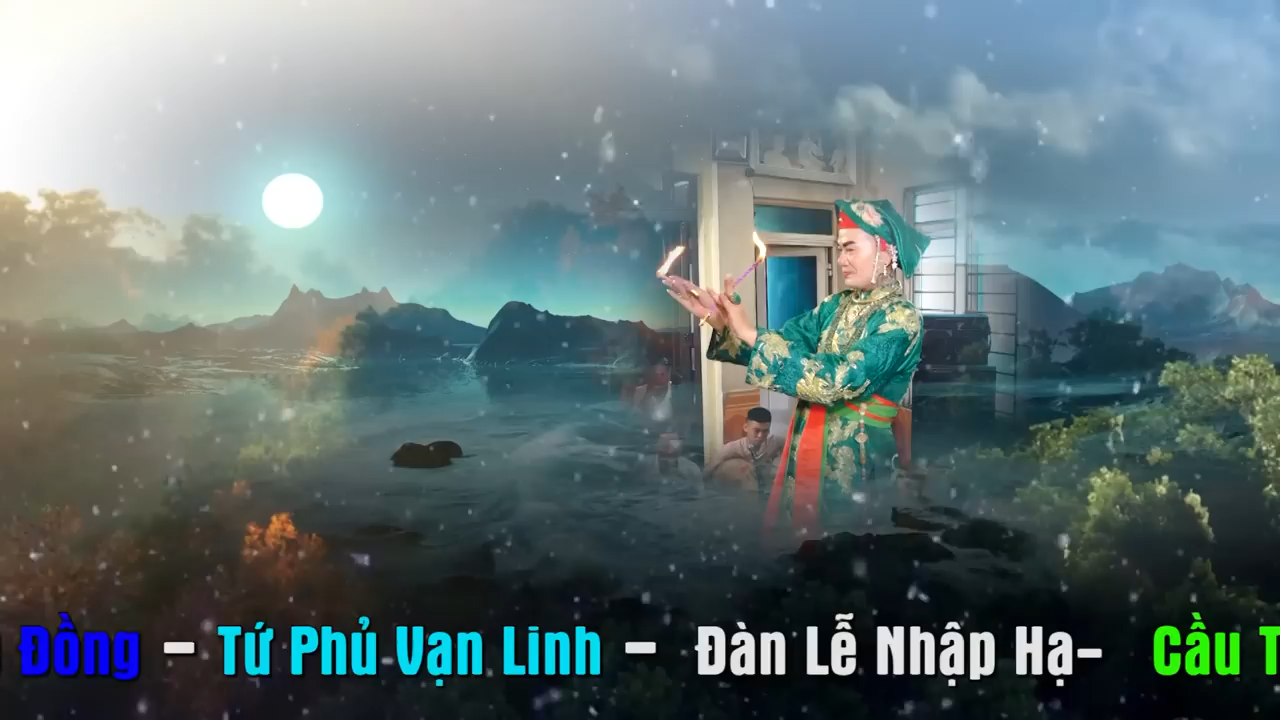 Đồng - Tứ Phủ Vạn Linh - Đàn Lễ Nhập Hạ- Cầu